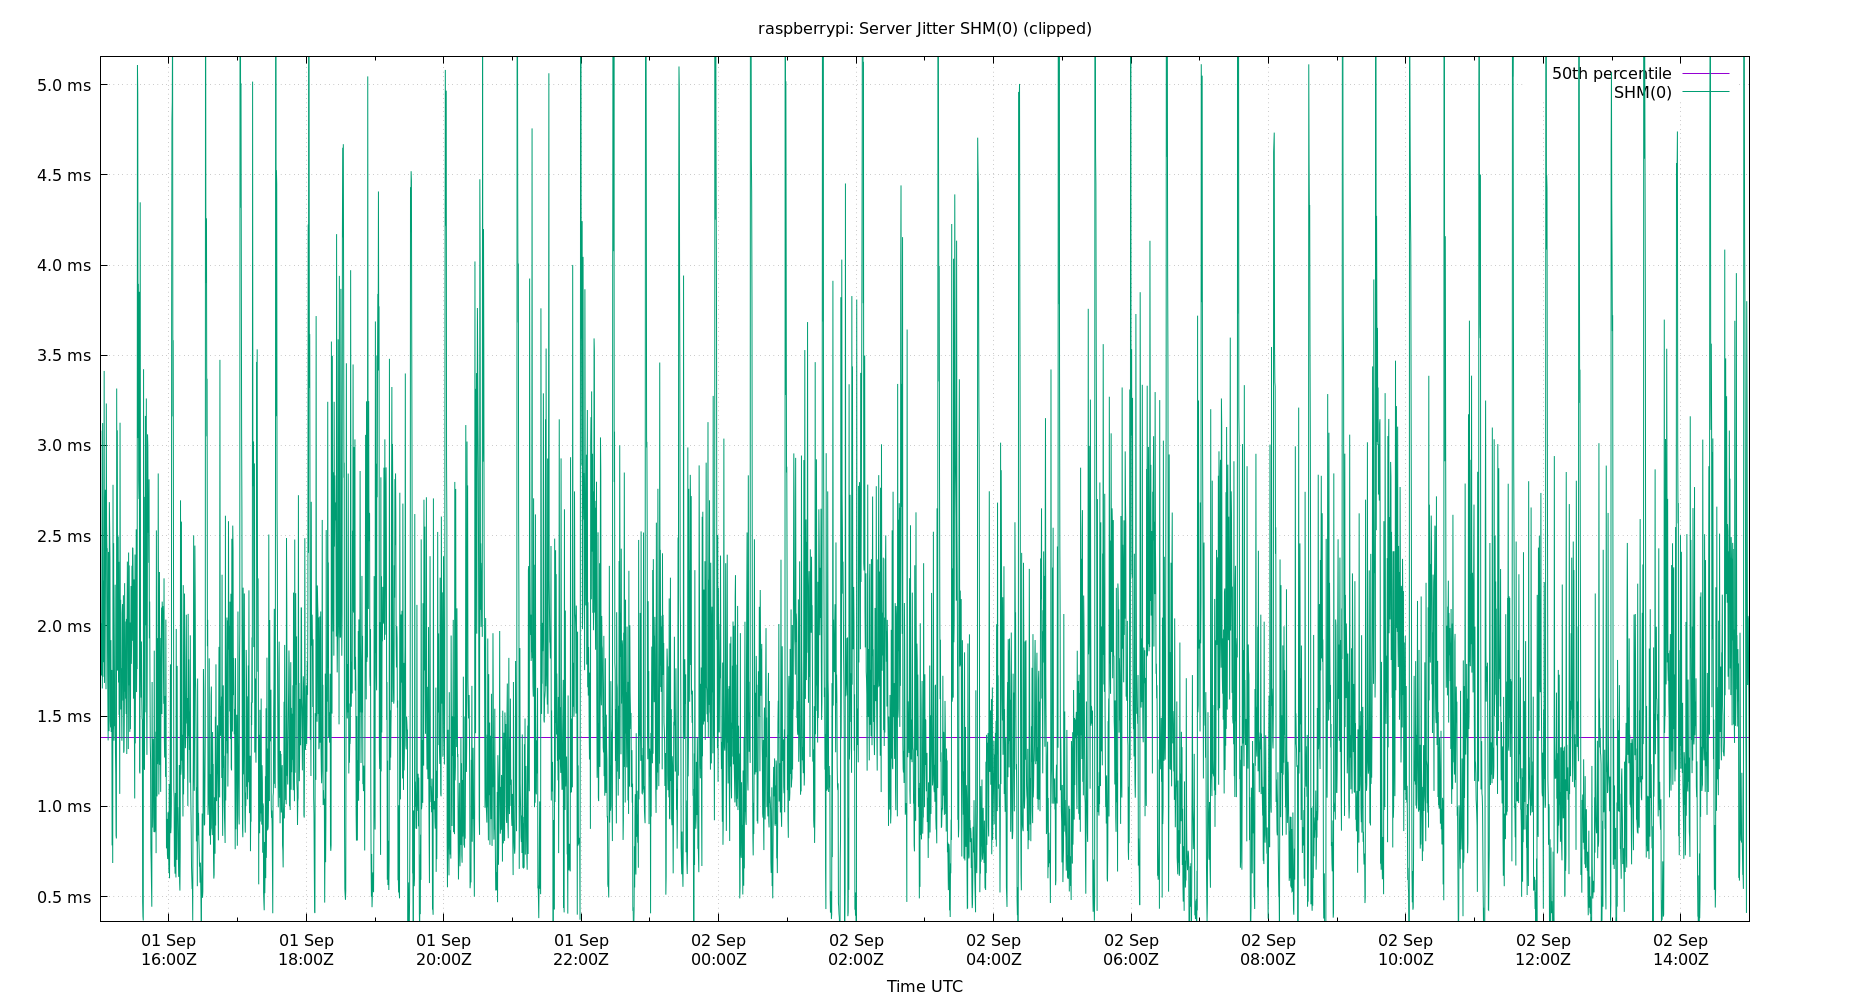 raspberrypi: Server Jitter SHM(0) (clipped)
50th percentile
SHM(0)
5.0 ms
4.5 ms
4.0 ms
3.5 ms
3.0 ms
2.5 ms
2.0 ms
1.5 ms
1.0 ms
0.5 ms
01 Sep 01 Sep 01 Sep 01 Sep 02 Sep 02 Sep 02 Sep 02 Sep 02 Sep 02 Sep 02 Sep 02 Sep
16:00Z 18:00Z 20:00Z 22:00Z 00:00Z 02:00Z 04:00Z 06:00Z 08:00Z 10:00Z 12:00Z 14:00Z
Time UTC